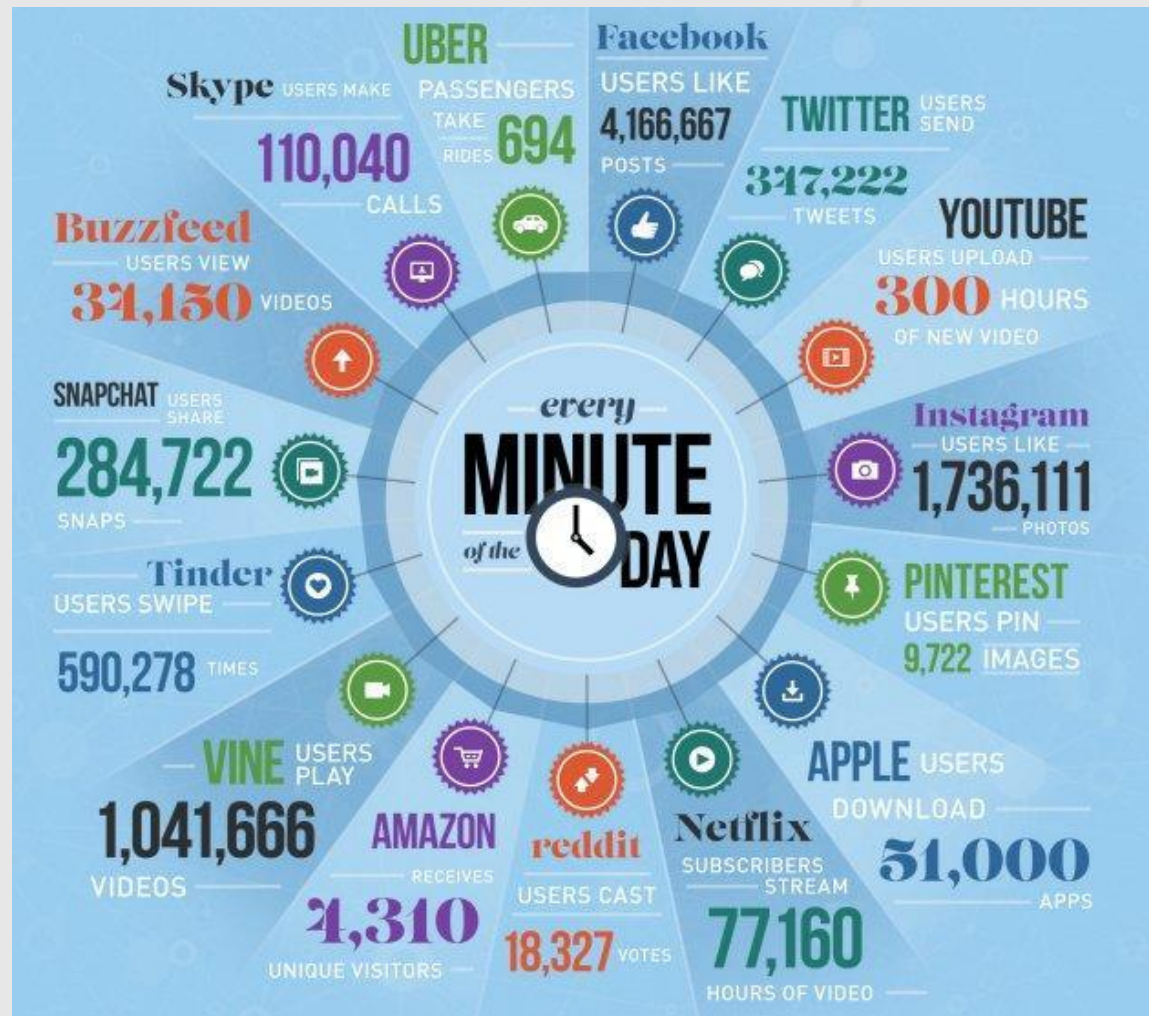 every
MINUTE
of the DAY
Facebook
USERS LIKE
4,166,667
POSTS
TWITTER USERS SEND
347,222
TWEETS
YOUTUBE
USERS UPLOAD
300 HOURS
OF NEW VIDEO
Instagram
USERS LIKE
1,736,111
PHOTOS
PINTEREST
USERS PIN
9,722 IMAGES
APPLE USERS
DOWNLOAD
51,000
APPS
Netflix
SUBSCRIBERS
STREAM
77,160
HOURS OF VIDEO
reddit
USERS CAST
18,327 VOTES
AMAZON
RECEIVES
4,310
UNIQUE VISITORS
VINE USERS PLAY
1,041,666
VIDEOS
Tinder
USERS SWIPE
590,278 TIMES
SNAPCHAT USERS SHARE
284,722
SNAPS
Buzzfeed
USERS VIEW
34,150 VIDEOS
Skype USERS MAKE
110,040
CALLS
UBER
PASSENGERS
TAKE
RIDES 694